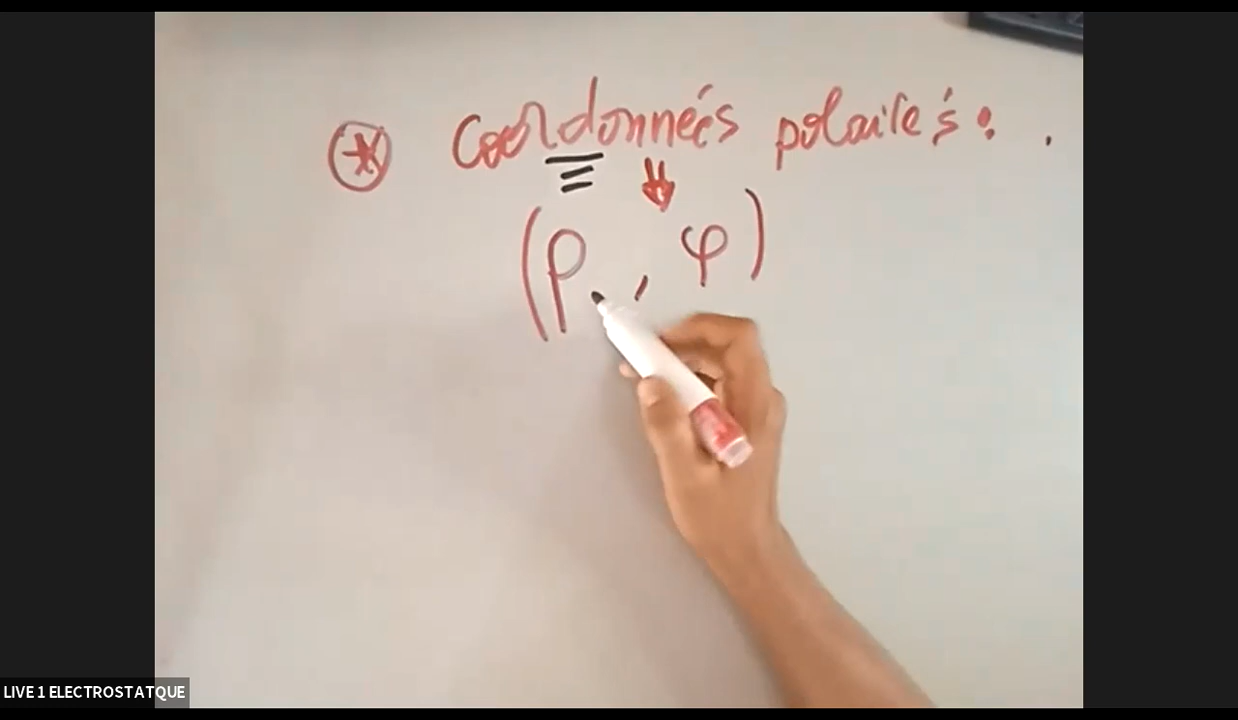 Coordonnées polaires :
(ρ , φ)
LIVE 1 ELECTROSTATQUE